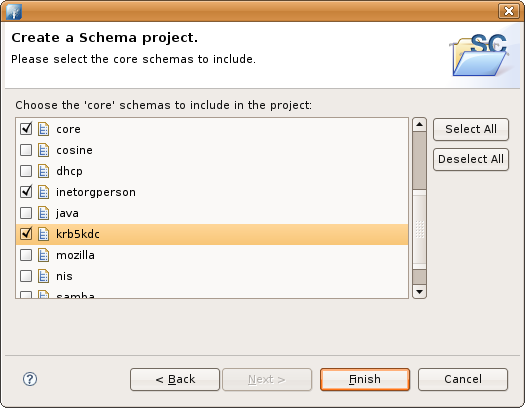 Create a Schema project.
Please select the core schemas to include.
SC
Choose the 'core' schemas to include in the project:
core
cosine
dhcp
inetorgperson
java
krb5kdc
mozilla
nis
samba
Select All
Deselect All
?
< Back
Next >
Finish
Cancel